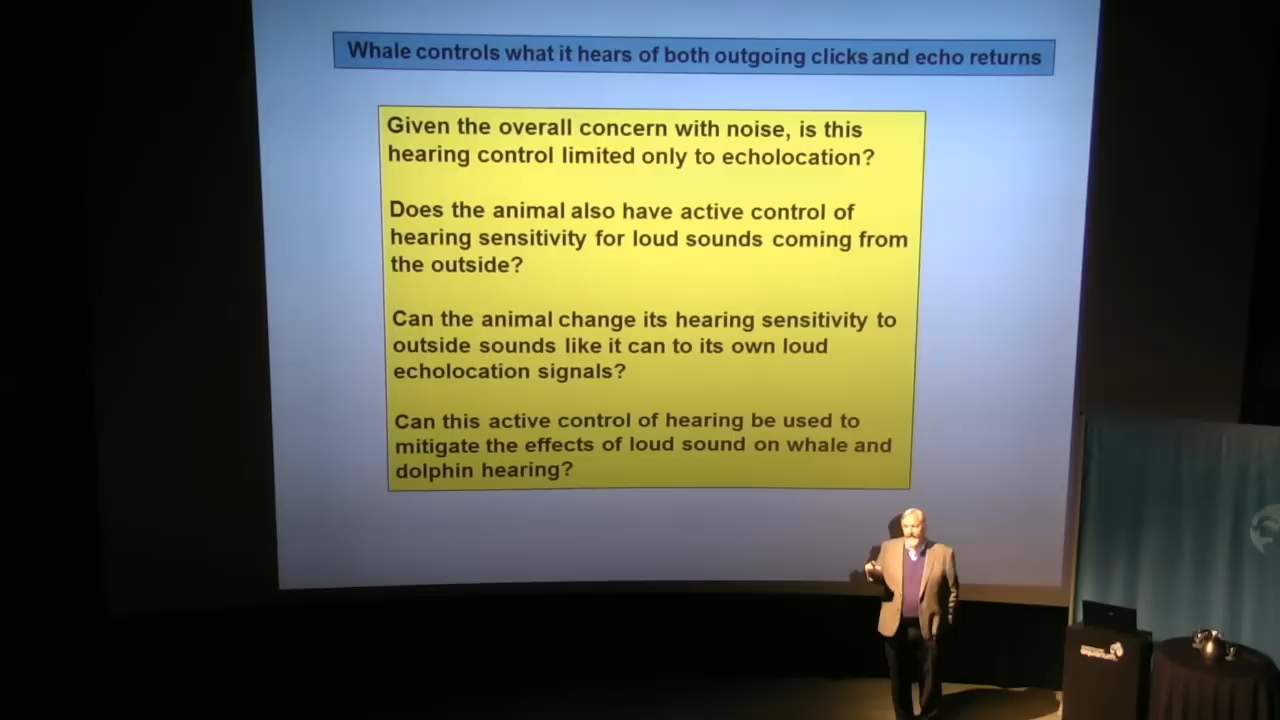 Whale controls what it hears of both outgoing clicks and echo returns
Given the overall concern with noise, is this
hearing control limited only to echolocation?
Does the animal also have active control of
hearing sensitivity for loud sounds coming from
the outside?
Can the animal change its hearing sensitivity to
outside sounds like it can to its own loud
echolocation signals?
Can this active control of hearing be used to
mitigate the effects of loud sound on whale and
dolphin hearing?